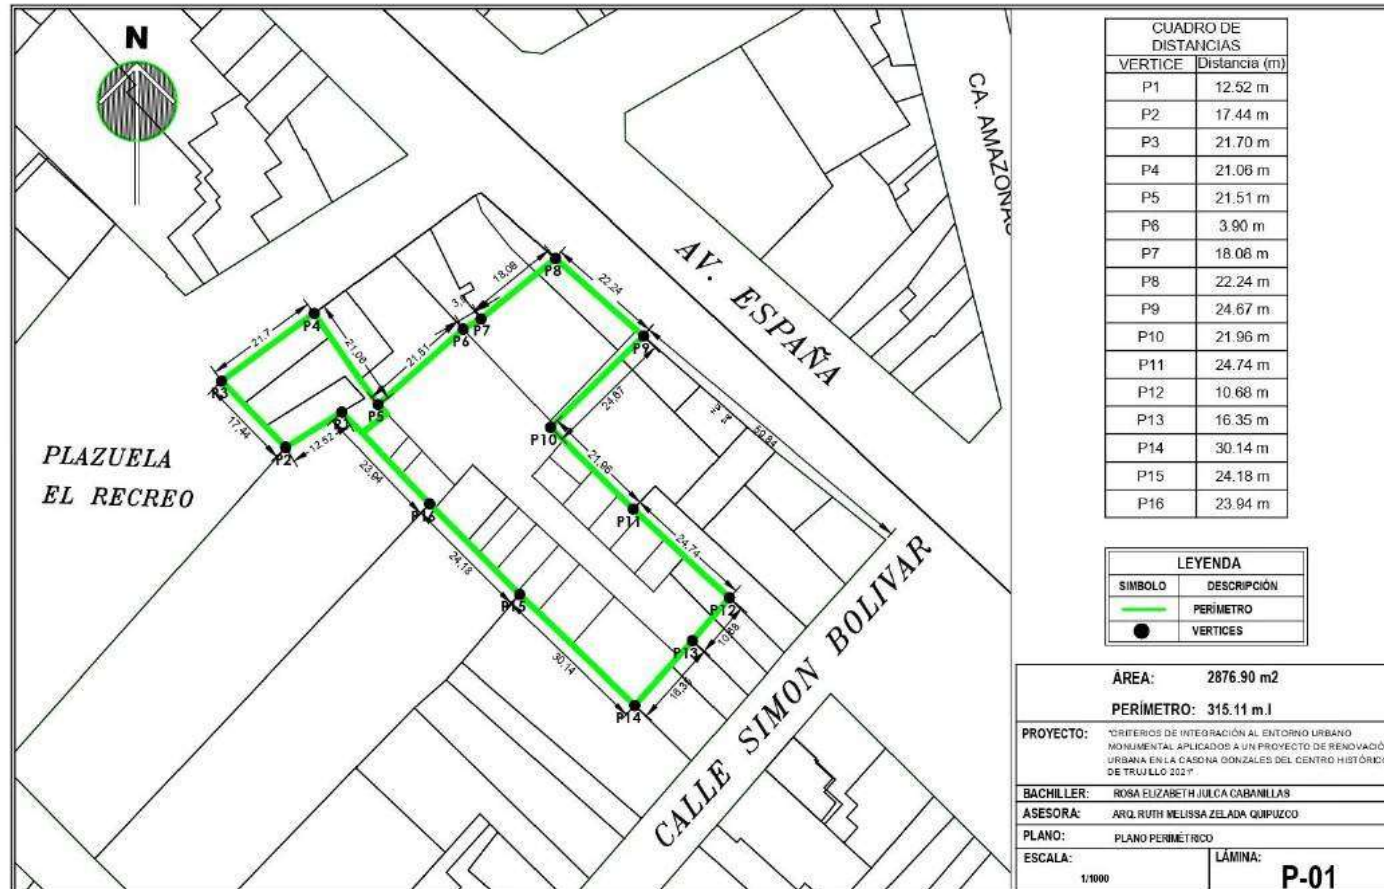 N
CA. AMAZONAS
AV. ESPAÑA
PLAZUELA
EL RECREO
CALLE SIMON BOLIVAR
P8
18,08
22,24
P4
P7
P6
21,7
21,06
21,51
P9
P3
P5
P1
24,67
59,84
17,44
12,52
P2
P10
23,94
21,96
P16
P11
24,74
24,18
P15
P12
10,68
P13
30,14
16,35
P14
CUADRO DE
DISTANCIAS
VERTICE Distancia (m)
P1 12.52 m
P2 17.44 m
P3 21.70 m
P4 21.06 m
P5 21.51 m
P6 3.90 m
P7 18.08 m
P8 22.24 m
P9 24.67 m
P10 21.96 m
P11 24.74 m
P12 10.68 m
P13 16.35 m
P14 30.14 m
P15 24.18 m
P16 23.94 m
LEYENDA
SIMBOLO DESCRIPCIÓN
PERÍMETRO
VERTICES
ÁREA: 2876.90 m2
PERÍMETRO: 315.11 m.l
PROYECTO: "CRITERIOS DE INTEGRACIÓN AL ENTORNO URBANO
MONUMENTAL APLICADOS A UN PROYECTO DE RENOVACIÓ
URBANA EN LA CASONA GONZALES DEL CENTRO HISTÓRICO
DE TRUJILLO 2021"
BACHILLER: ROSA ELIZABETH JULCA CABANILLAS
ASESORA: ARQ. RUTH MELISSA ZELADA QUIPUZCO
PLANO: PLANO PERIMÉTRICO
ESCALA: LÁMINA:
1/1000 P-01